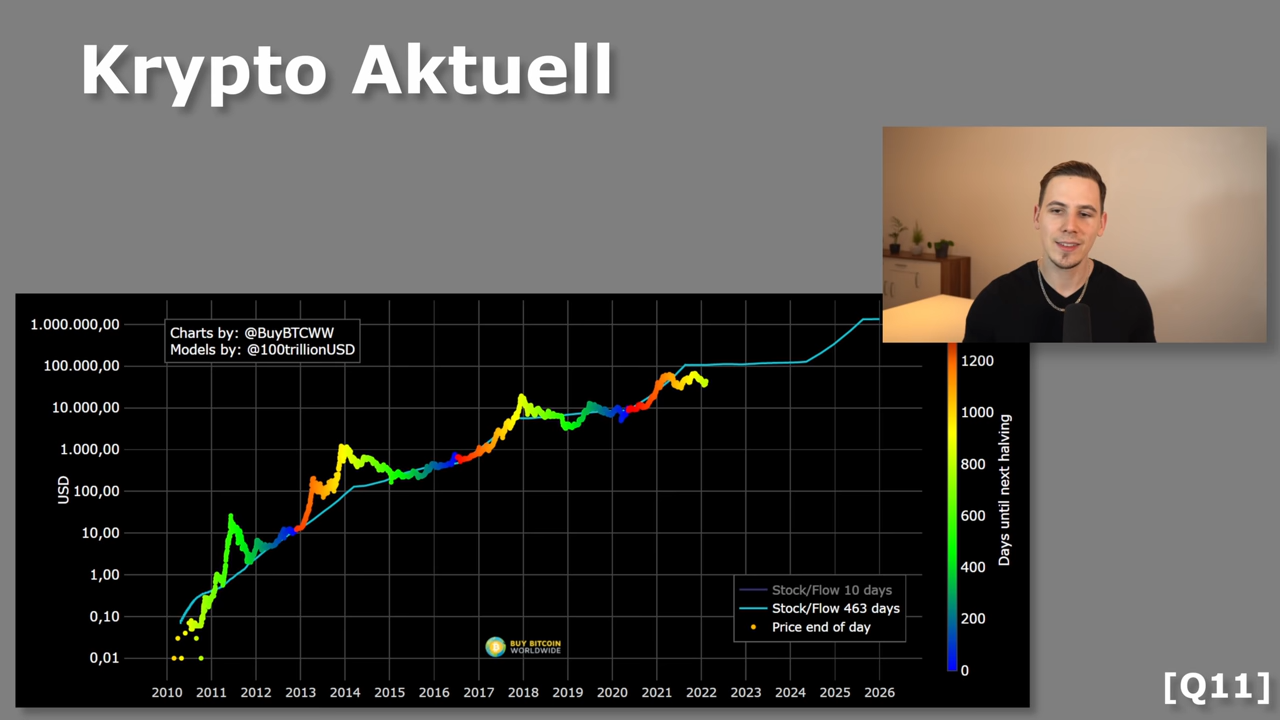 Krypto Aktuell
Charts by: @BuyBTCWW
Models by: @100trillionUSD
1.000.000,00
100.000,00
10.000,00
1.000,00
100,00
10,00
1,00
0,10
0,01
USD
2010 2011 2012 2013 2014 2015 2016 2017 2018 2019 2020 2021 2022 2023 2024 2025 2026
Stock/Flow 10 days
Stock/Flow 463 days
Price end of day
BUY BITCOIN
WORLDWIDE
1200
1000
800
600
400
200
0
Days until next halving
[Q11]